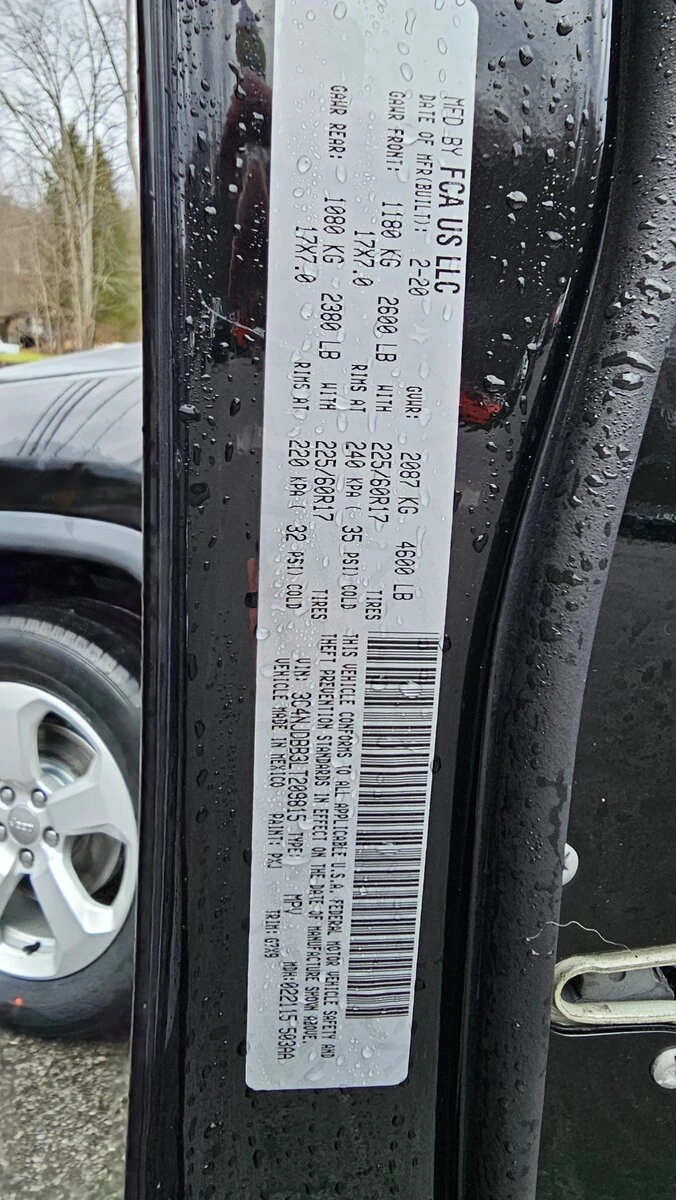 MFD BY FCA US LLC
DATE OF MFR(BUILT): 2-20 GVWR: 2087 KG 4600 LB
GAWR FRONT: 1180 KG 2600 LB WITH 225/60R17 TIRES
17X7.0 RIMS AT 240 KPA ( 35 PSI) COLD
GAWR REAR: 1080 KG 2380 LB WITH 225/60R17 TIRES
17X7.0 RIMS AT 220 KPA ( 32 PSI) COLD
THIS VEHICLE CONFORMS TO ALL APPLICABLE U.S.A. FEDERAL MOTOR VEHICLE SAFETY AND
THEFT PREVENTION STANDARDS IN EFFECT ON THE DATE OF MANUFACTURE SHOWN ABOVE.
VIN: 3C4NJDBB3LT209815 TYPE: MPV MDH:022115 503AA
VEHICLE MADE IN MEXICO PAINT: PXJ TRIM: G7X9
Jeep